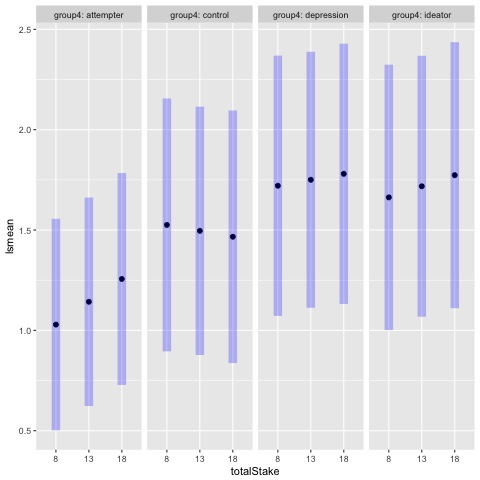 group4: attempter group4: control group4: depression group4: ideator
2.5
2.0
1.5
1.0
0.5
lsmean
8 13 18 8 13 18 8 13 18 8 13 18
totalStake